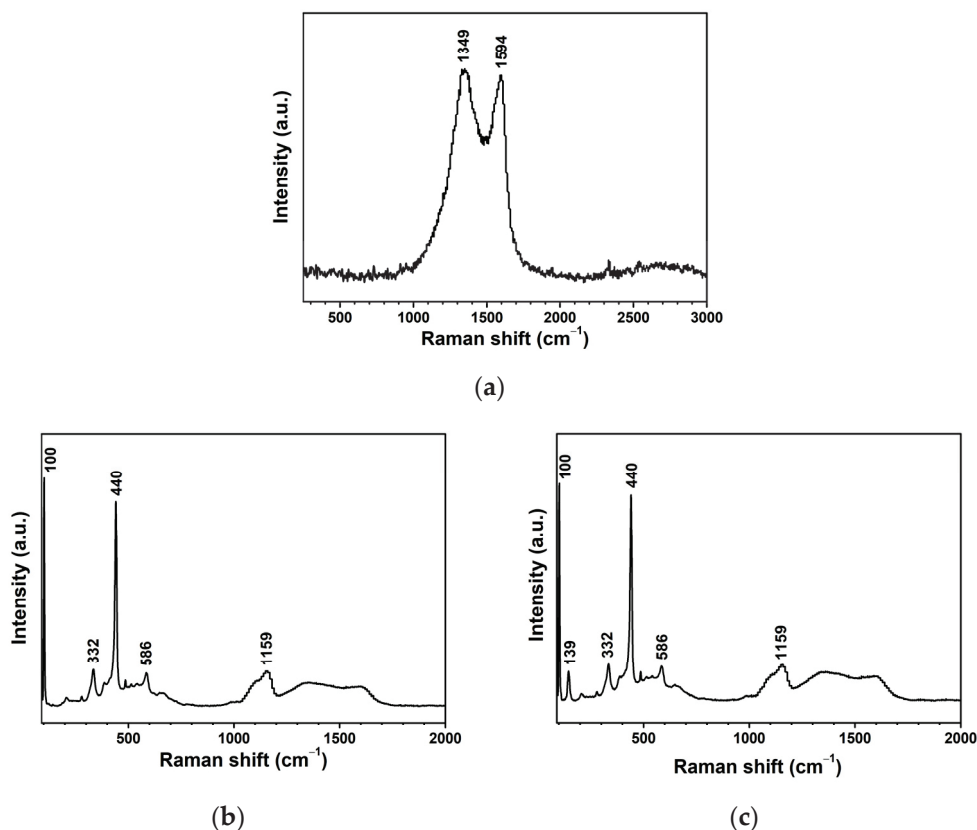 1349
1594
Intensity (a.u.)
500 1000 1500 2000 2500 3000
Raman shift (cm⁻¹)
(a)
100
332
440
586
1159
Intensity (a.u.)
500 1000 1500 2000
Raman shift (cm⁻¹)
(b)
100
139
332
440
586
1159
Intensity (a.u.)
500 1000 1500 2000
Raman shift (cm⁻¹)
(c)